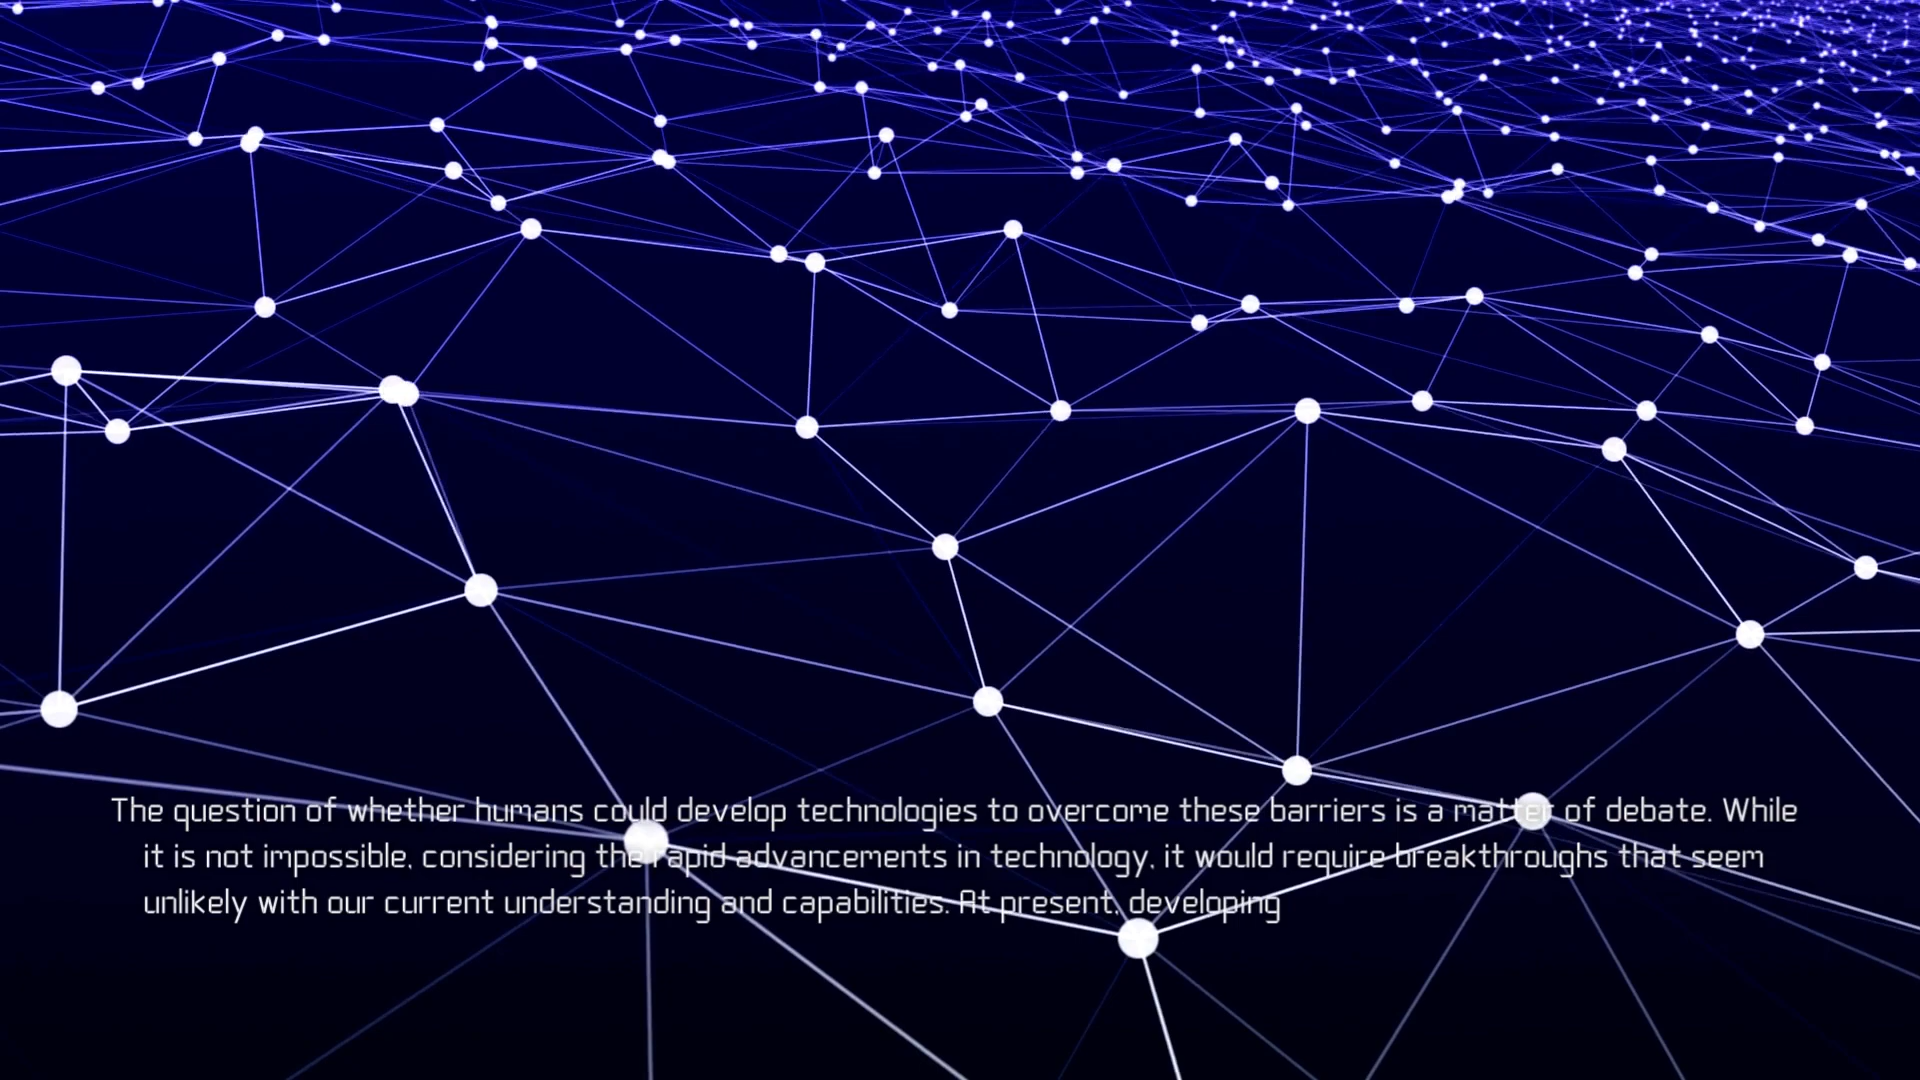 The question of whether humans could develop technologies to overcome these barriers is a matter of debate. While
it is not impossible, considering the rapid advancements in technology, it would require breakthroughs that seem
unlikely with our current understanding and capabilities. At present, developing